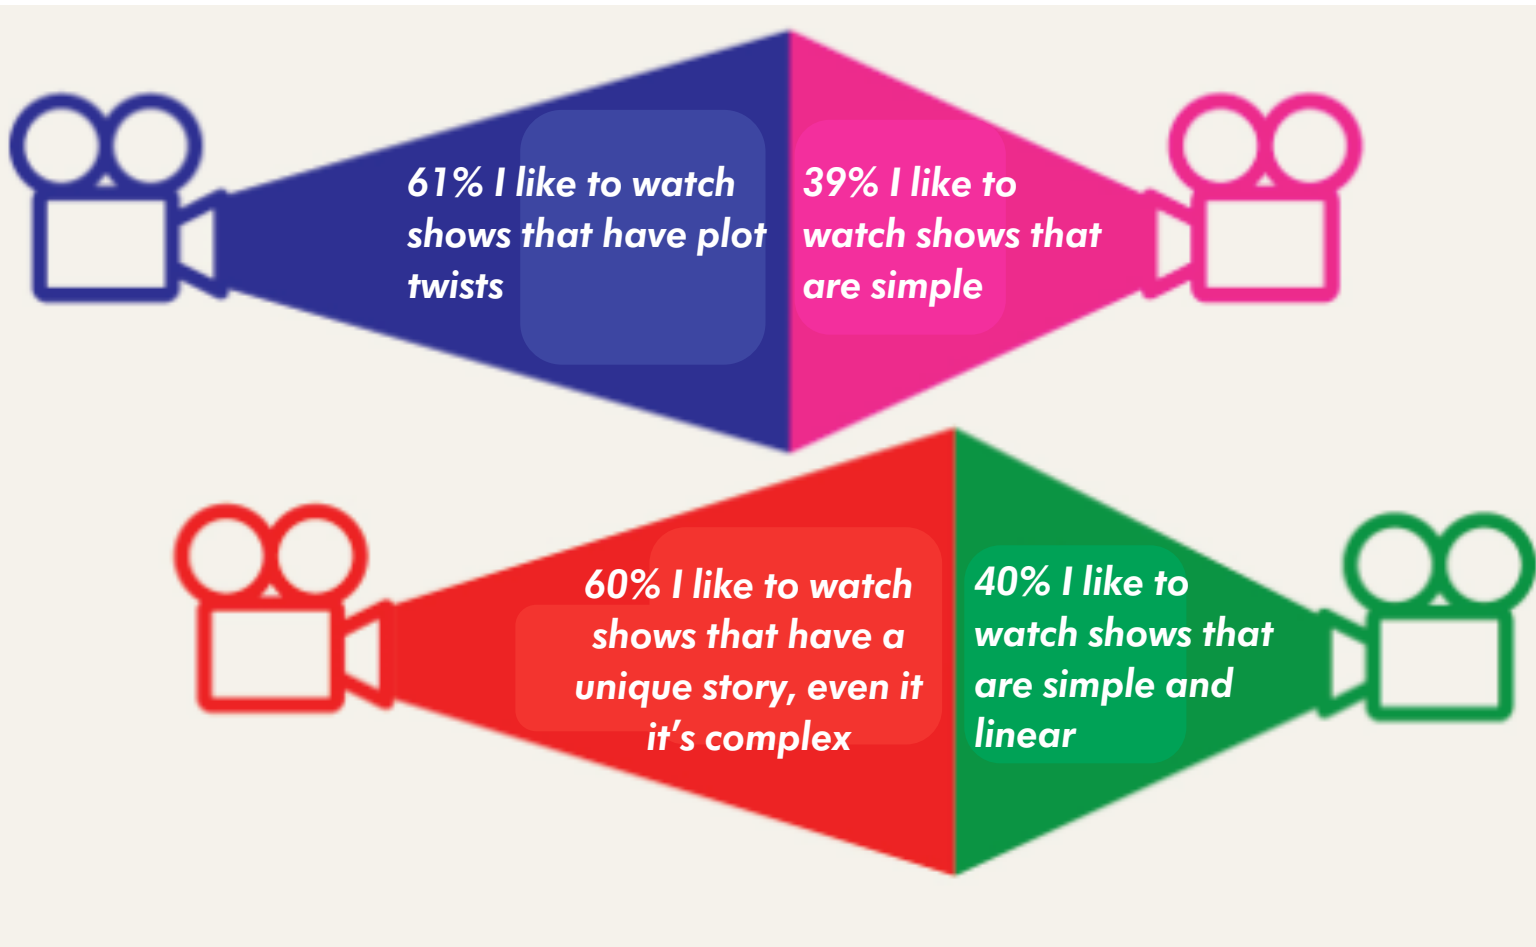 61% I like to watch
shows that have plot
twists
39% I like to
watch shows that
are simple
60% I like to watch
shows that have a
unique story, even it
it’s complex
40% I like to
watch shows that
are simple and
linear